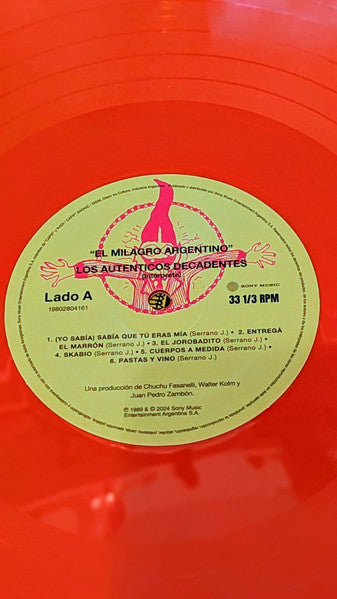 "EL MILAGRO ARGENTINO"
LOS AUTENTICOS DECADENTES
(Intérprete)
Lado A
19802804161
SONY MUSIC
33 1/3 RPM
1. (YO SABÍA) SABÍA QUE TÚ ERAS MÍA (Serrano J.) • 2. ENTREGÁ
EL MARRÓN (Serrano J.) • 3. EL JOROBADITO (Serrano J.) •
4. SKABIO (Serrano J.) • 5. CUERPOS A MEDIDA (Serrano J.) •
6. PASTAS Y VINO (Serrano J.)
Una producción de Chuchu Fasanelli, Walter Kolm y
Juan Pedro Zambón.
℗ 1989 & © 2024 Sony Music
Entertainment Argentina S.A.